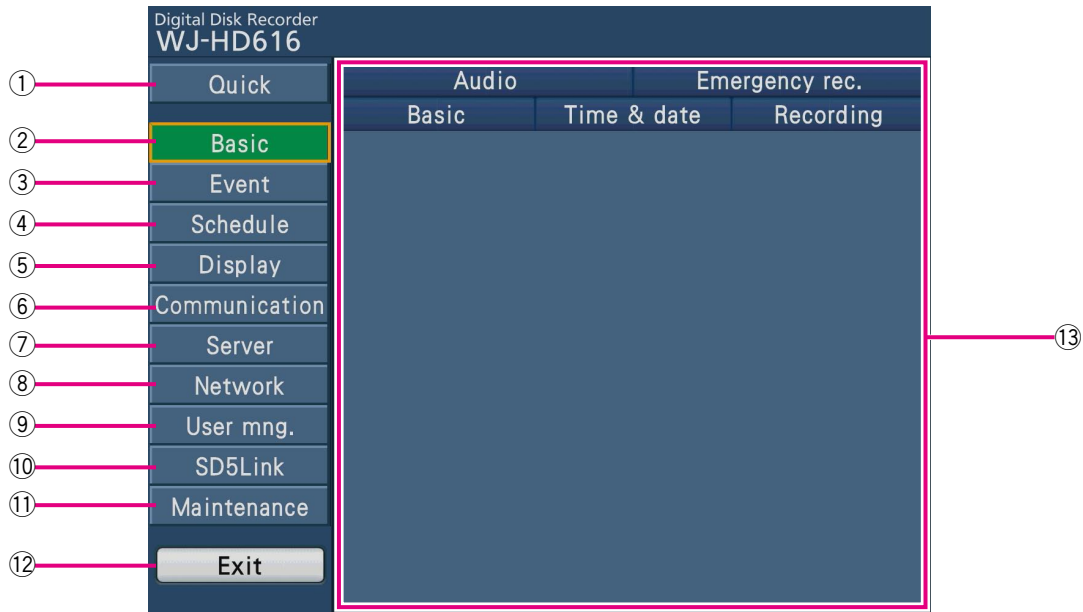 Digital Disk Recorder
WJ-HD616
① Quick
Audio Emergency rec.
Basic Time & date Recording
② Basic
③ Event
④ Schedule
⑤ Display
⑥ Communication
⑦ Server
⑬
⑧ Network
⑨ User mng.
⑩ SD5Link
⑪ Maintenance
⑫ Exit